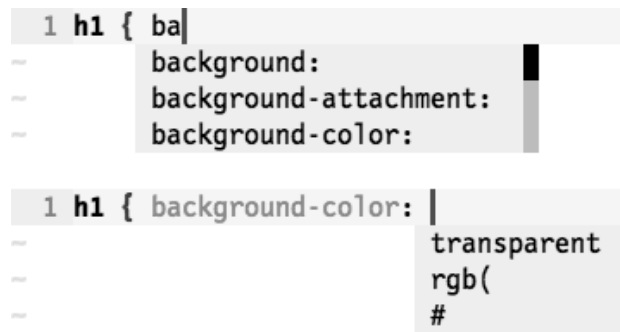 1 h1 { ba
~ background:
~ background-attachment:
~ background-color:
1 h1 { background-color:
~ transparent
~ rgb(
~ #